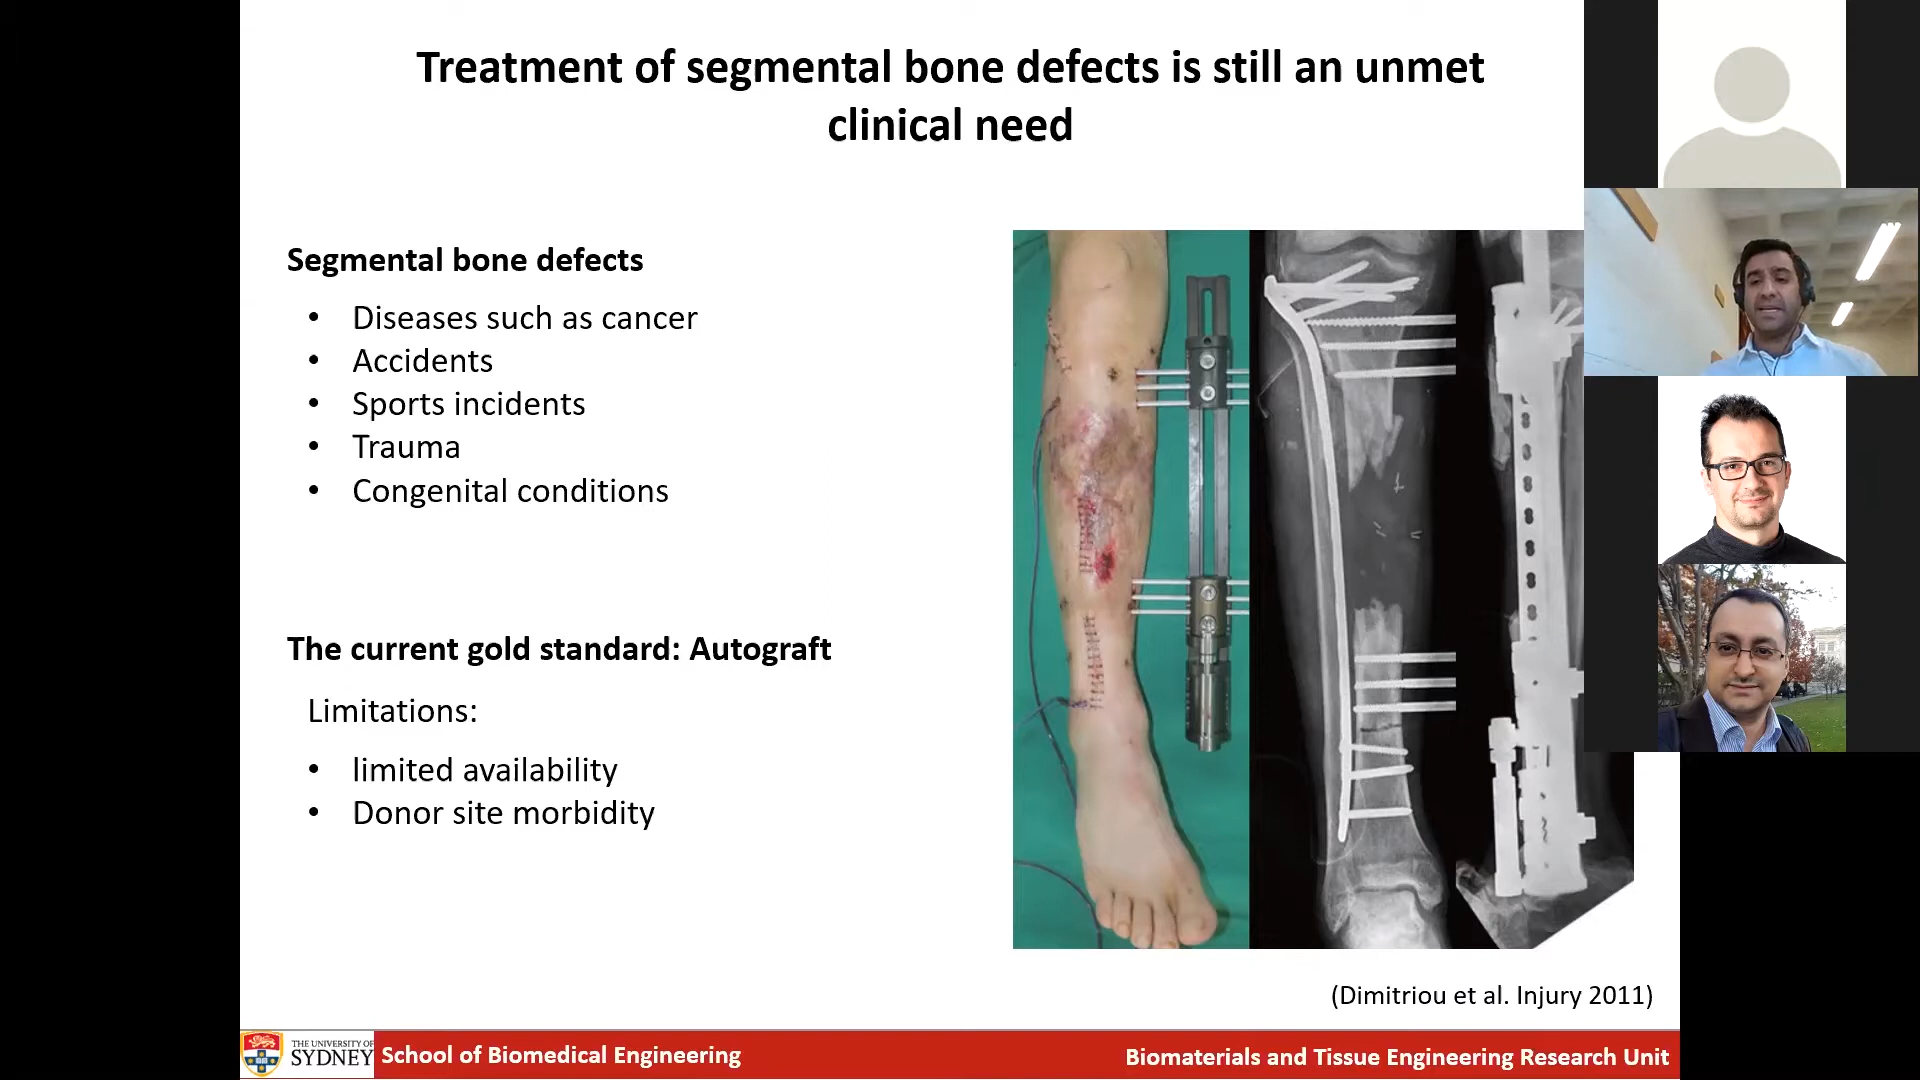 Treatment of segmental bone defects is still an unmet
clinical need
Segmental bone defects
• Diseases such as cancer
• Accidents
• Sports incidents
• Trauma
• Congenital conditions
The current gold standard: Autograft
Limitations:
• limited availability
• Donor site morbidity
(Dimitriou et al. Injury 2011)
THE UNIVERSITY OF
SYDNEY
School of Biomedical Engineering
Biomaterials and Tissue Engineering Research Unit